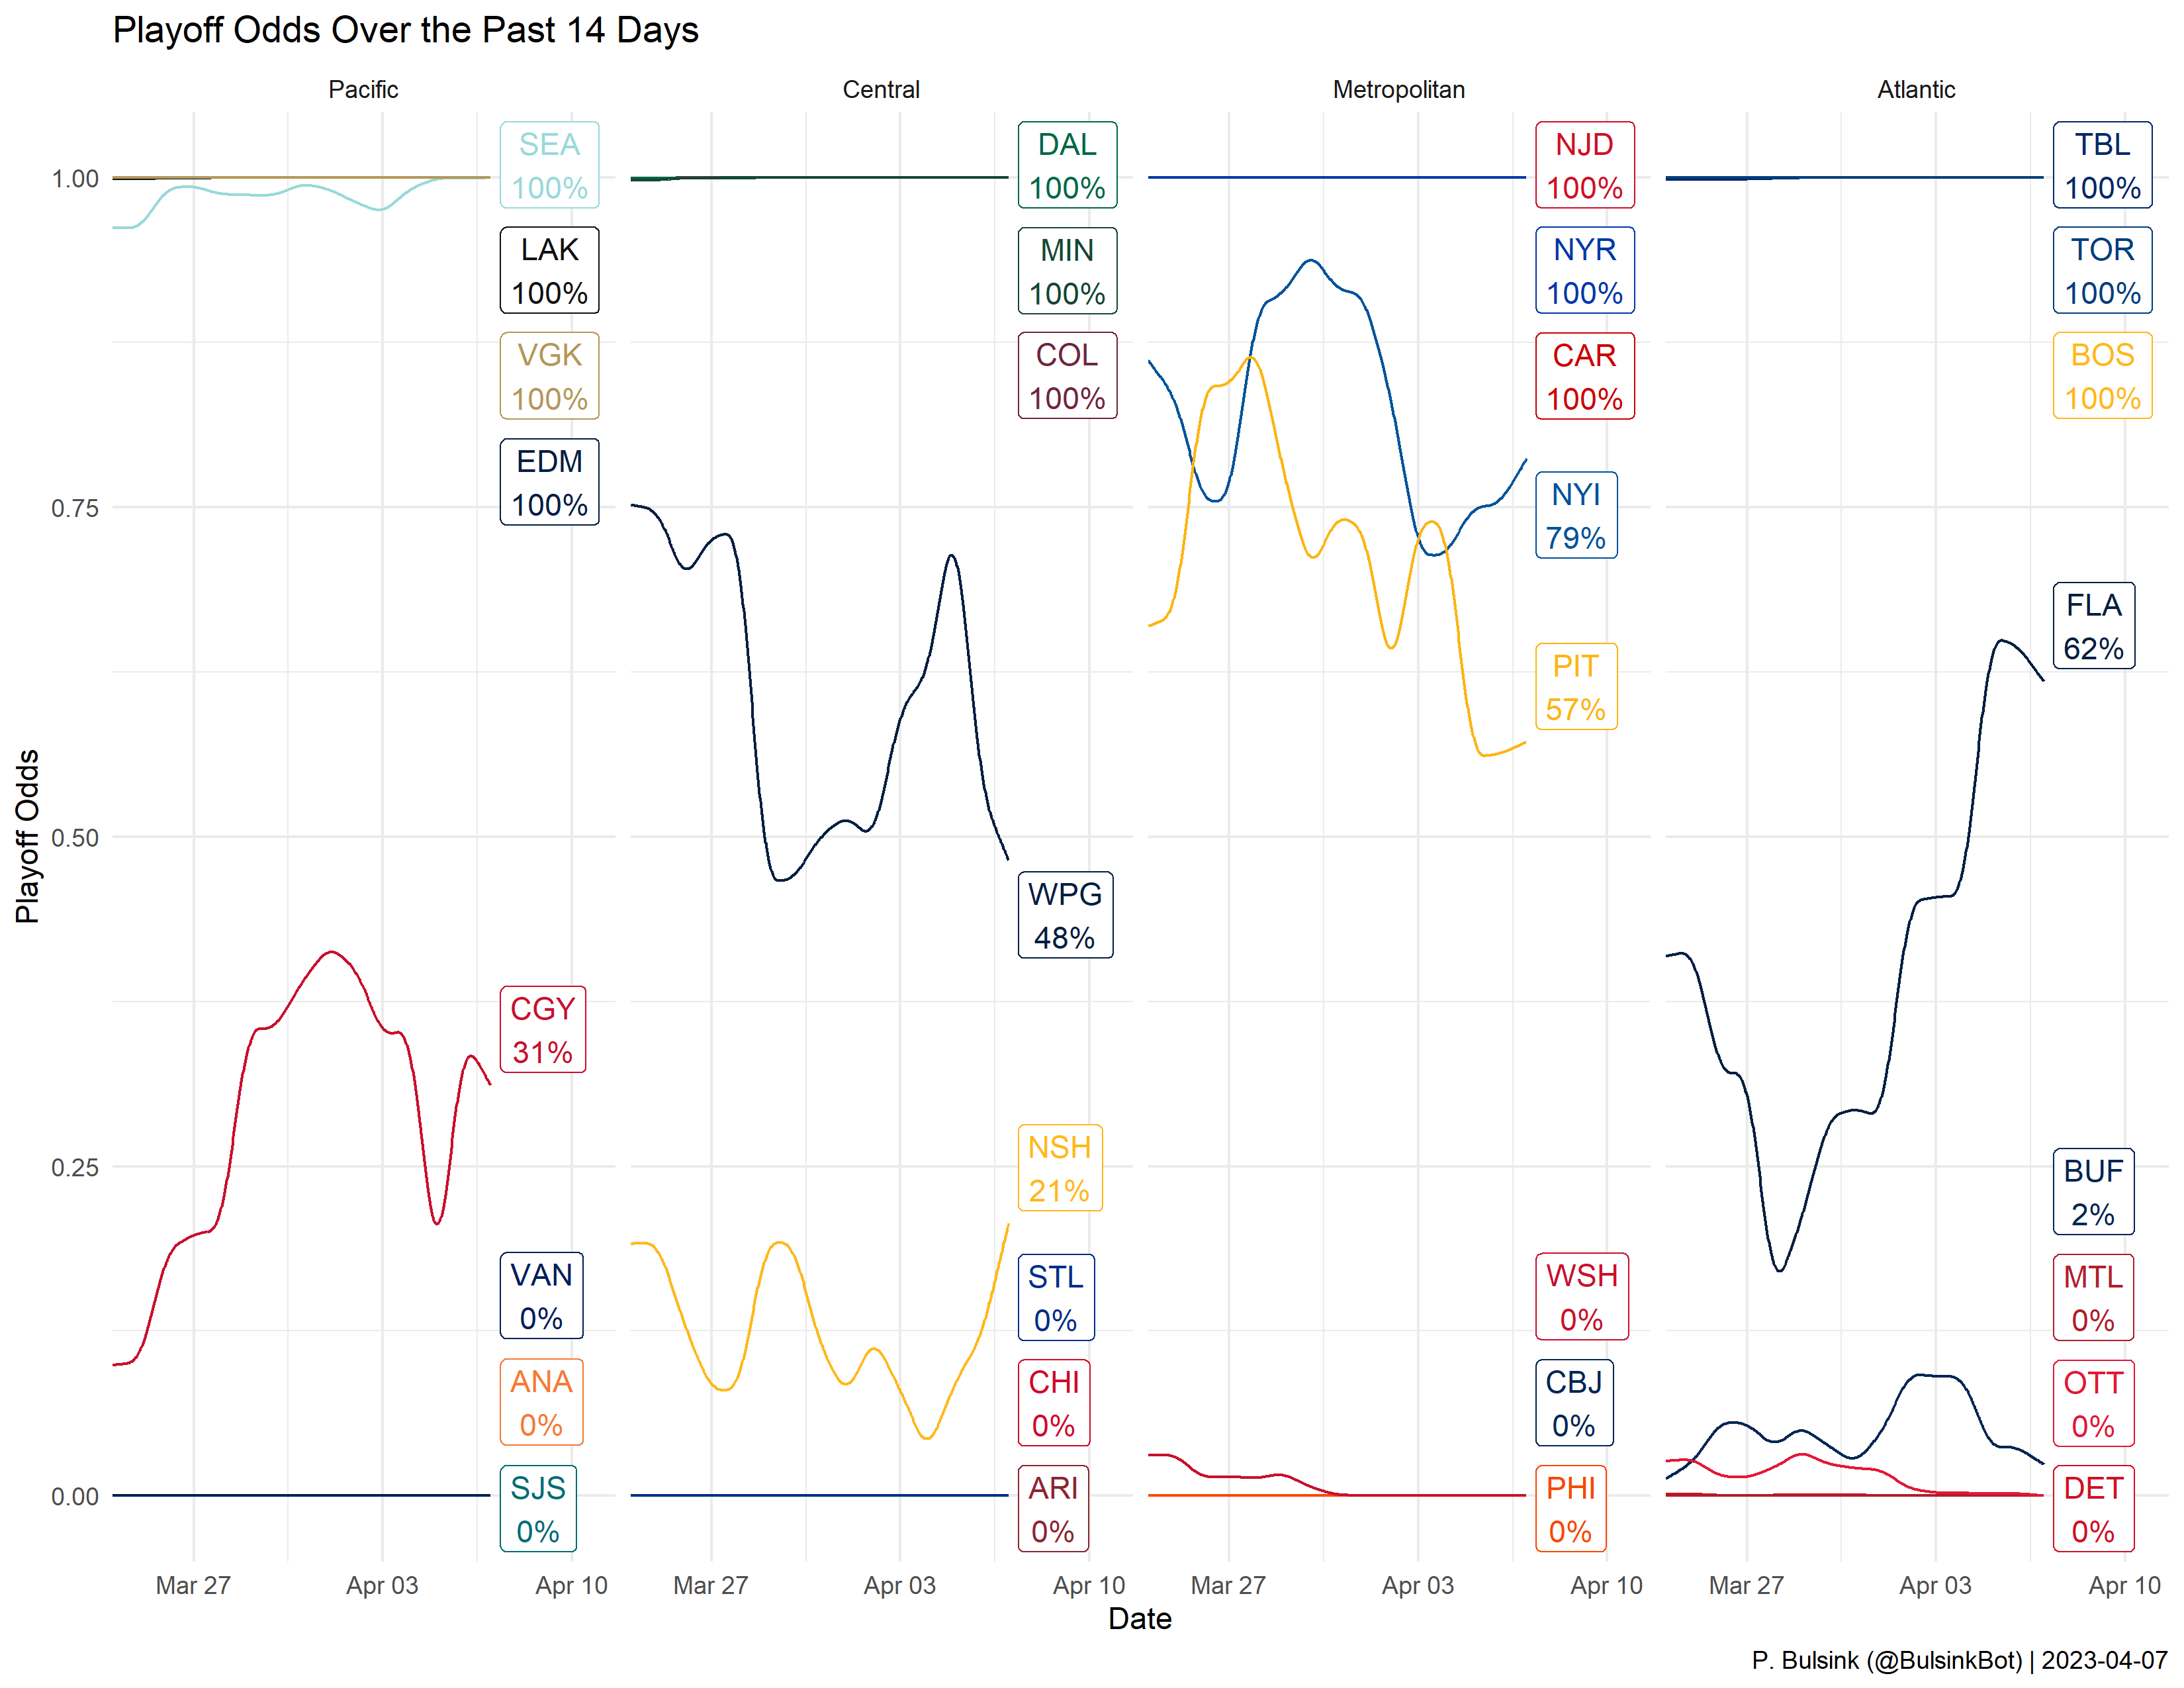 Playoff Odds Over the Past 14 Days
Pacific
Central
Metropolitan
Atlantic
Playoff Odds
1.00
0.75
0.50
0.25
0.00
SEA
100%
LAK
100%
VGK
100%
EDM
100%
CGY
31%
VAN
0%
ANA
0%
SJS
0%
DAL
100%
MIN
100%
COL
100%
WPG
48%
NSH
21%
STL
0%
CHI
0%
ARI
0%
NJD
100%
NYR
100%
CAR
100%
NYI
79%
PIT
57%
WSH
0%
CBJ
0%
PHI
0%
TBL
100%
TOR
100%
BOS
100%
FLA
62%
BUF
2%
MTL
0%
OTT
0%
DET
0%
Mar 27
Apr 03
Apr 10
Mar 27
Apr 03
Apr 10
Mar 27
Apr 03
Apr 10
Mar 27
Apr 03
Apr 10
Date
P. Bulsink (@BulsinkBot) | 2023-04-07